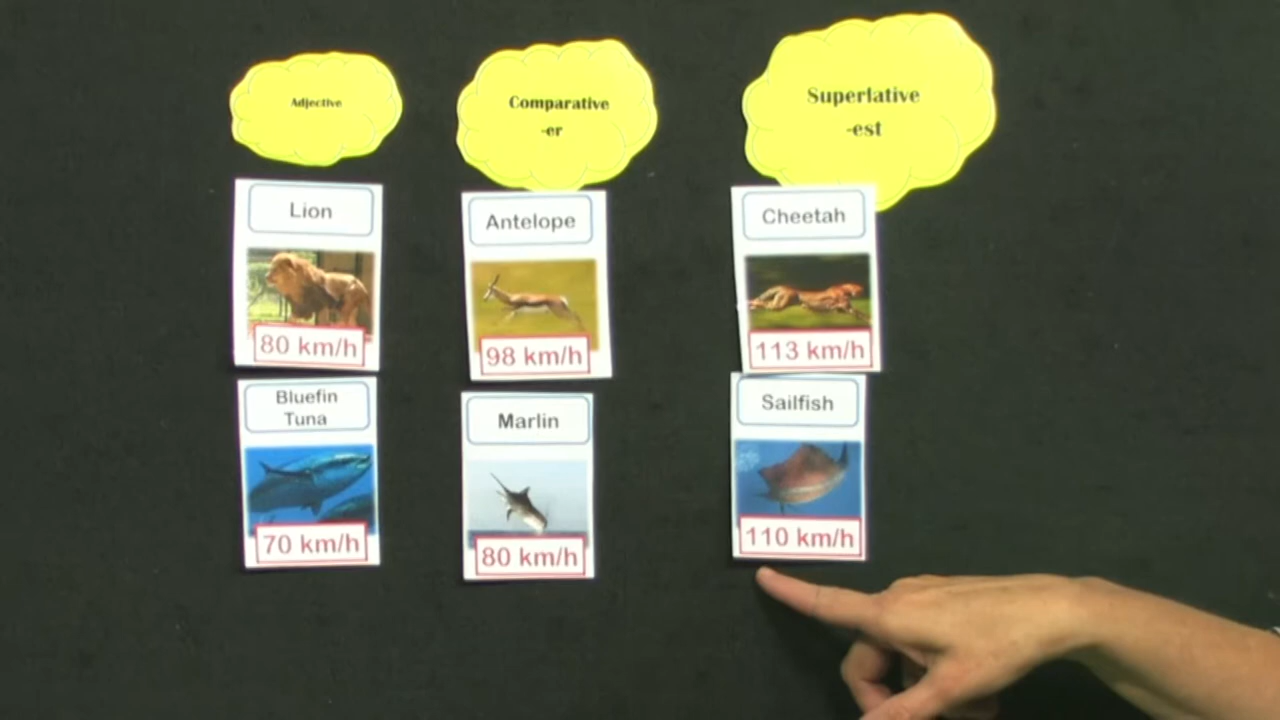 Adjective
Comparative
-er
Superlative
-est
Lion
80 km/h
Antelope
98 km/h
Cheetah
113 km/h
Bluefin
Tuna
70 km/h
Marlin
80 km/h
Sailfish
110 km/h